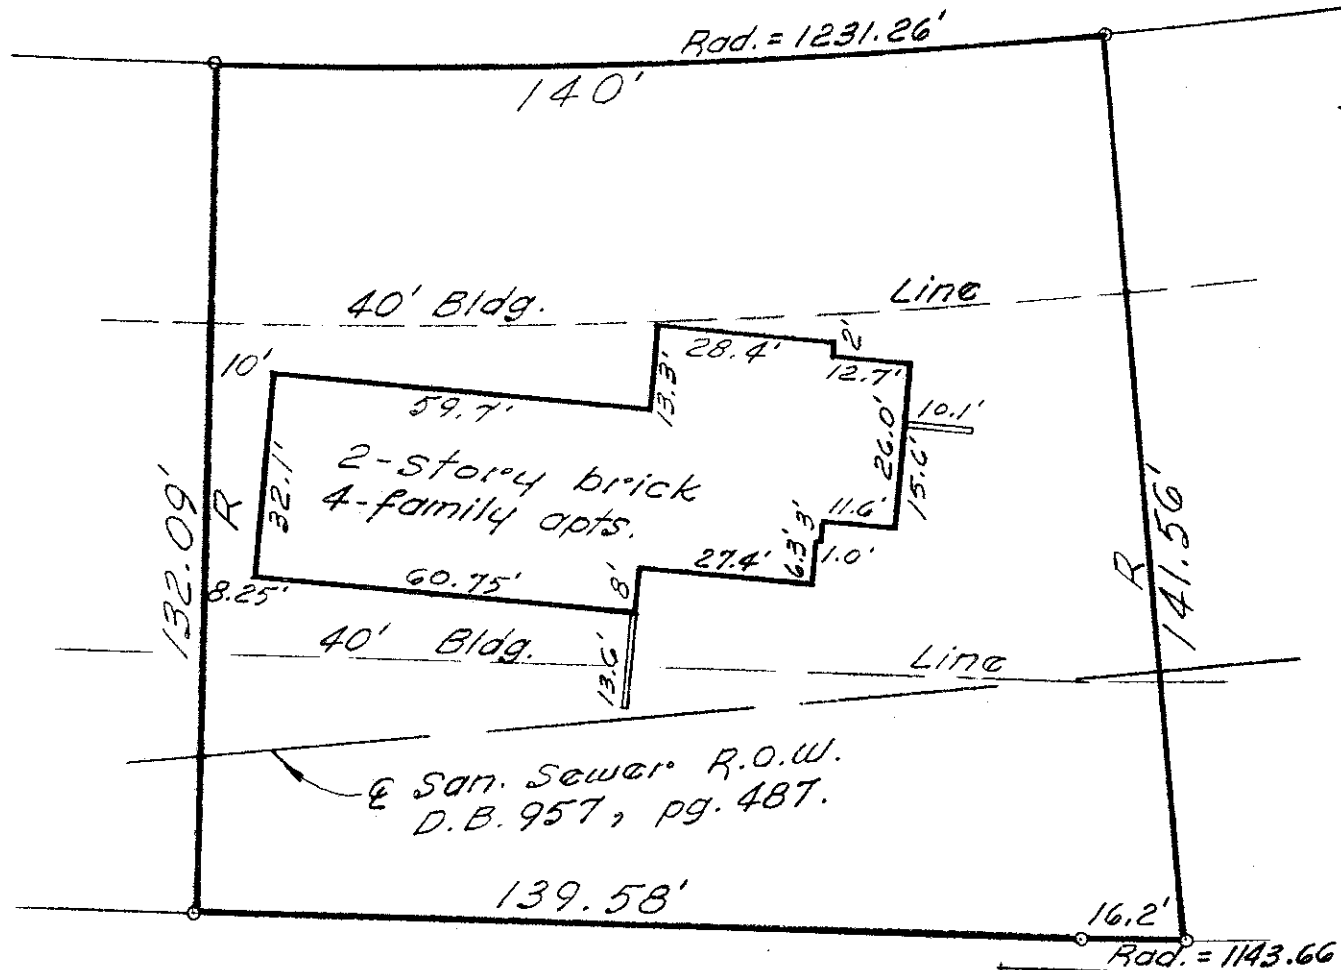 Rad. = 1231.26'
140'
40' Bldg. Line
28.4'
2'
12.7'
10'
59.7'
13.3'
10.1'
26.0'
15.6'
2-story brick
4-family apts.
132.09'
R
32.1'
11.6'
3'
6.3'
1.0'
27.4'
8'
60.75'
8.25'
R
141.56'
40' Bldg. Line
13.6'
℄ San. Sewer R.O.W.
D.B. 957, pg. 487.
139.58'
16.2'
Rad. = 1143.66